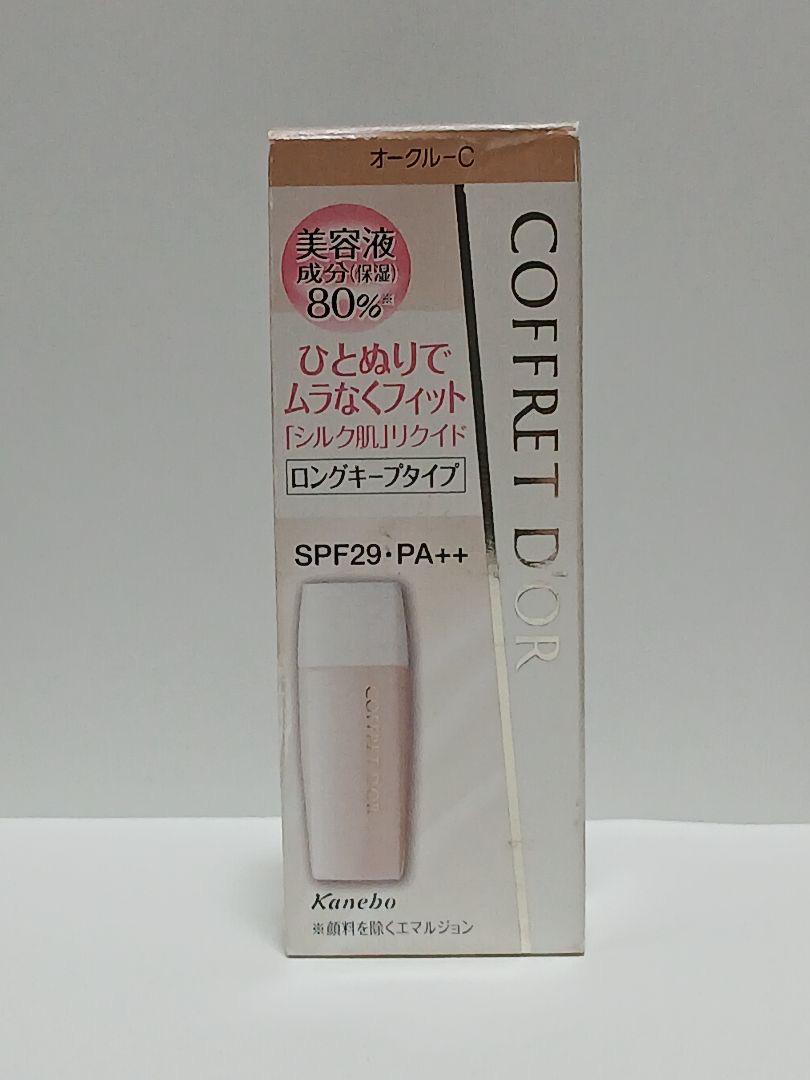 オークル-C
美容液
成分(保湿)
80%※
ひとぬりで
ムラなくフィット
「シルク肌」リクイド
ロングキープタイプ
SPF29・PA++
COFFRET D'OR
COFFRET D'OR
Kanebo
※顔料を除くエマルジョン